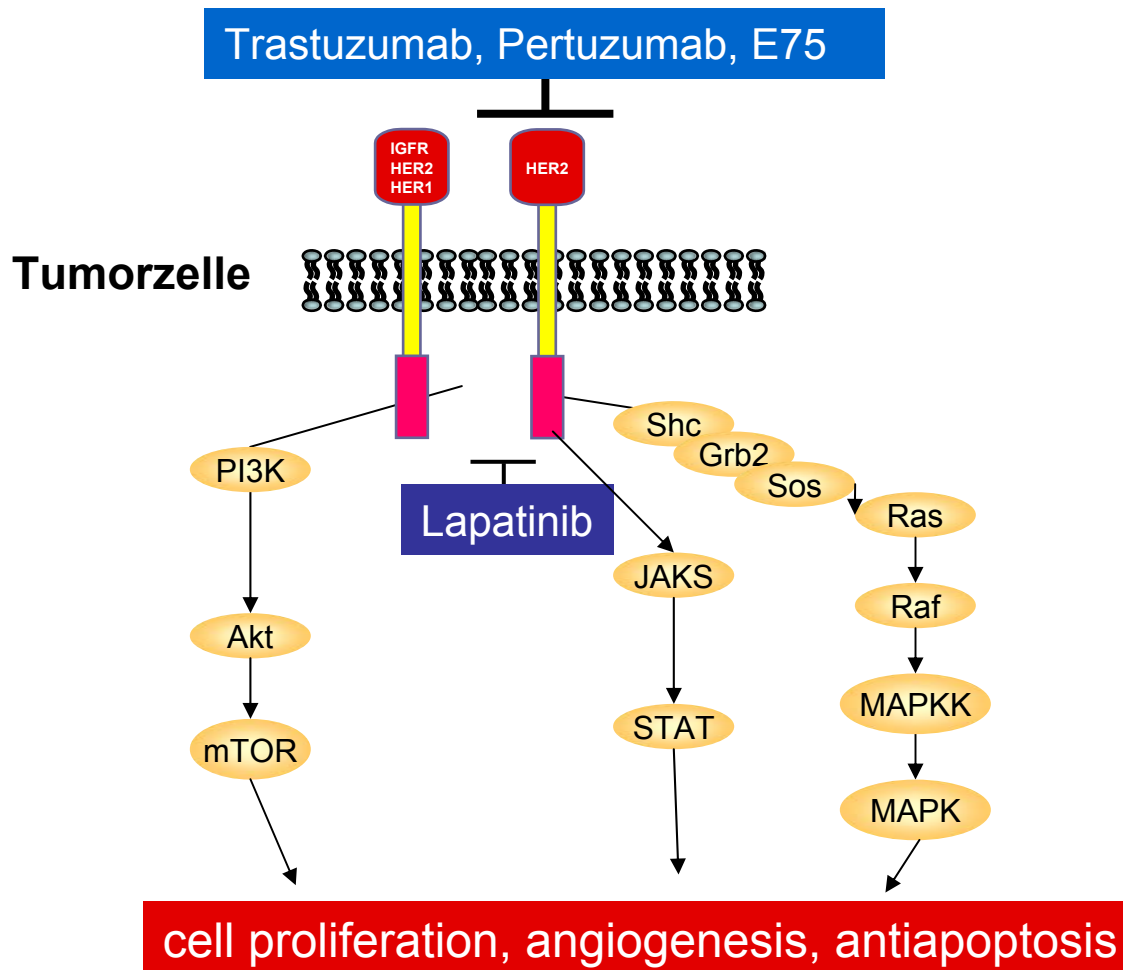 Trastuzumab, Pertuzumab, E75
IGFR
HER2
HER1
HER2
Tumorzelle
Shc
Grb2
Sos
PI3K
Lapatinib
Ras
JAKS
Raf
Akt
MAPKK
STAT
mTOR
MAPK
cell proliferation, angiogenesis, antiapoptosis